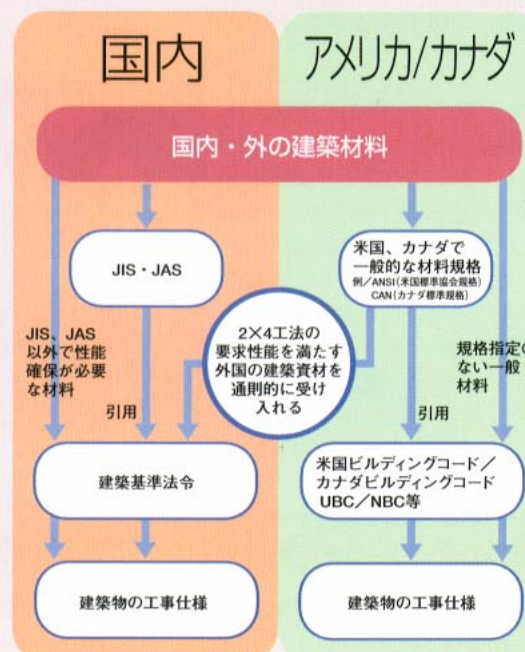 国内
アメリカ/カナダ
国内・外の建築材料
JIS・JAS
米国、カナダで
一般的な材料規格
例／ANSI(米国標準協会規格)
CAN(カナダ標準規格)
JIS、JAS
以外で性能
確保が必要
な材料
引用
2×4工法の
要求性能を満たす
外国の建築資材を
通則的に受け
入れる
引用
規格指定の
ない一般
材料
建築基準法令
米国ビルディングコード／
カナダビルディングコード
UBC／NBC等
建築物の工事仕様
建築物の工事仕様